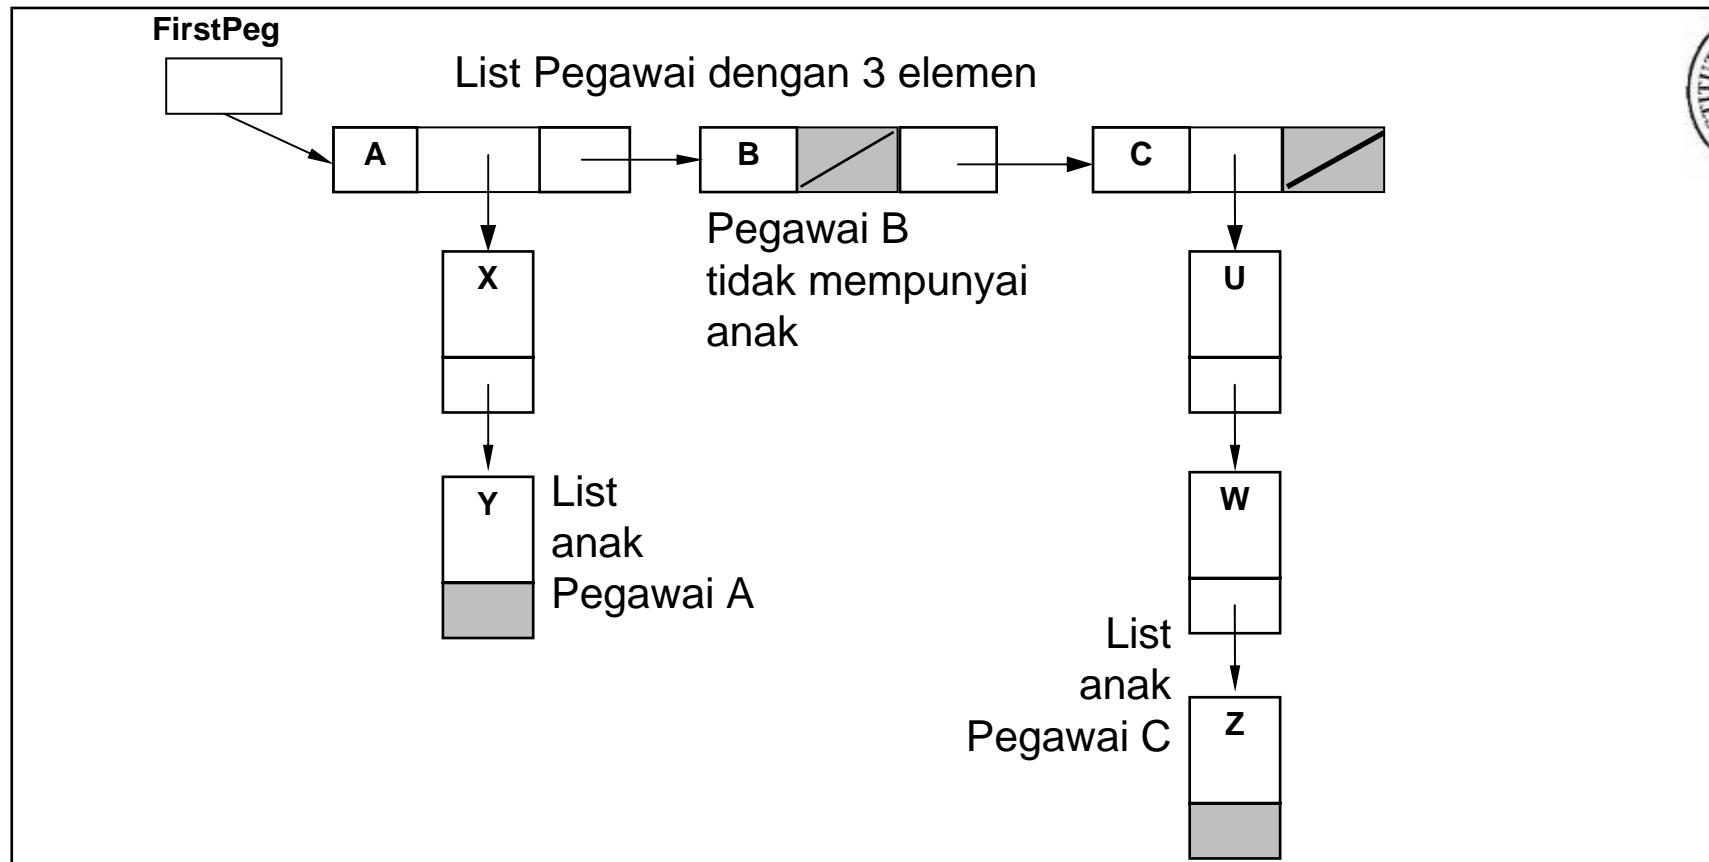 FirstPeg
List Pegawai dengan 3 elemen
A
B
C
Pegawai B
tidak mempunyai
anak
X
U
Y
List
anak
Pegawai A
W
List
anak
Pegawai C
Z